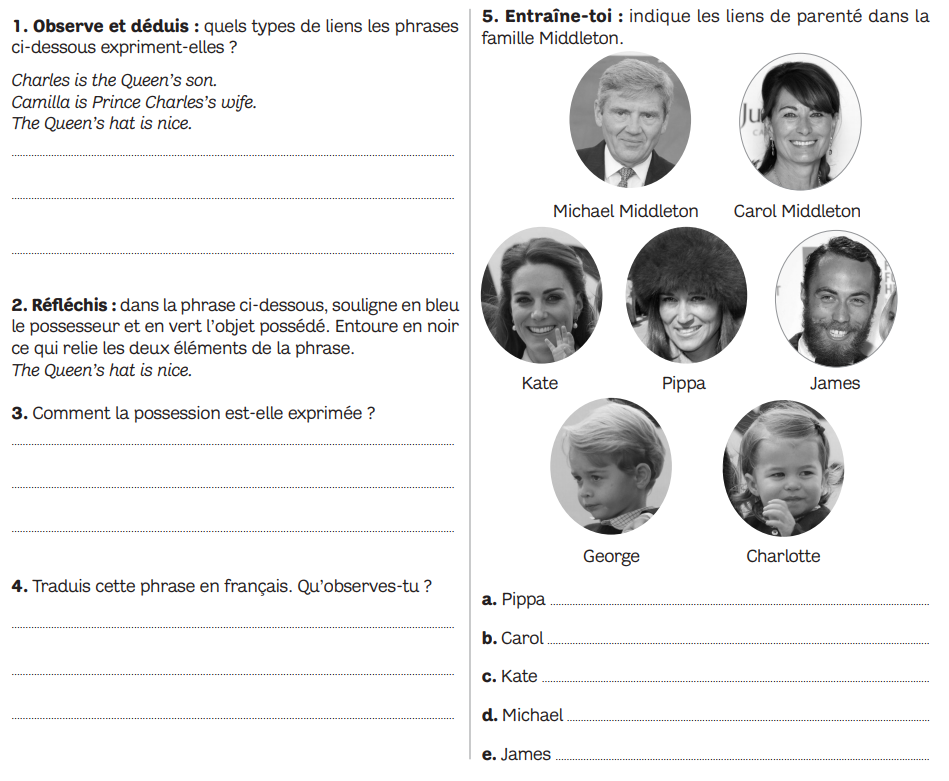 1. Observe et déduis : quels types de liens les phrases
ci-dessous expriment-elles ?
Charles is the Queen's son.
Camilla is Prince Charles's wife.
The Queen's hat is nice.
2. Réfléchis : dans la phrase ci-dessous, souligne en bleu
le possesseur et en vert l'objet possédé. Entoure en noir
ce qui relie les deux éléments de la phrase.
The Queen's hat is nice.
3. Comment la possession est-elle exprimée ?
4. Traduis cette phrase en français. Qu'observes-tu ?
5. Entraîne-toi : indique les liens de parenté dans la
famille Middleton.
Michael Middleton
Carol Middleton
Kate
Pippa
James
George
Charlotte
a. Pippa
b. Carol
c. Kate
d. Michael
e. James